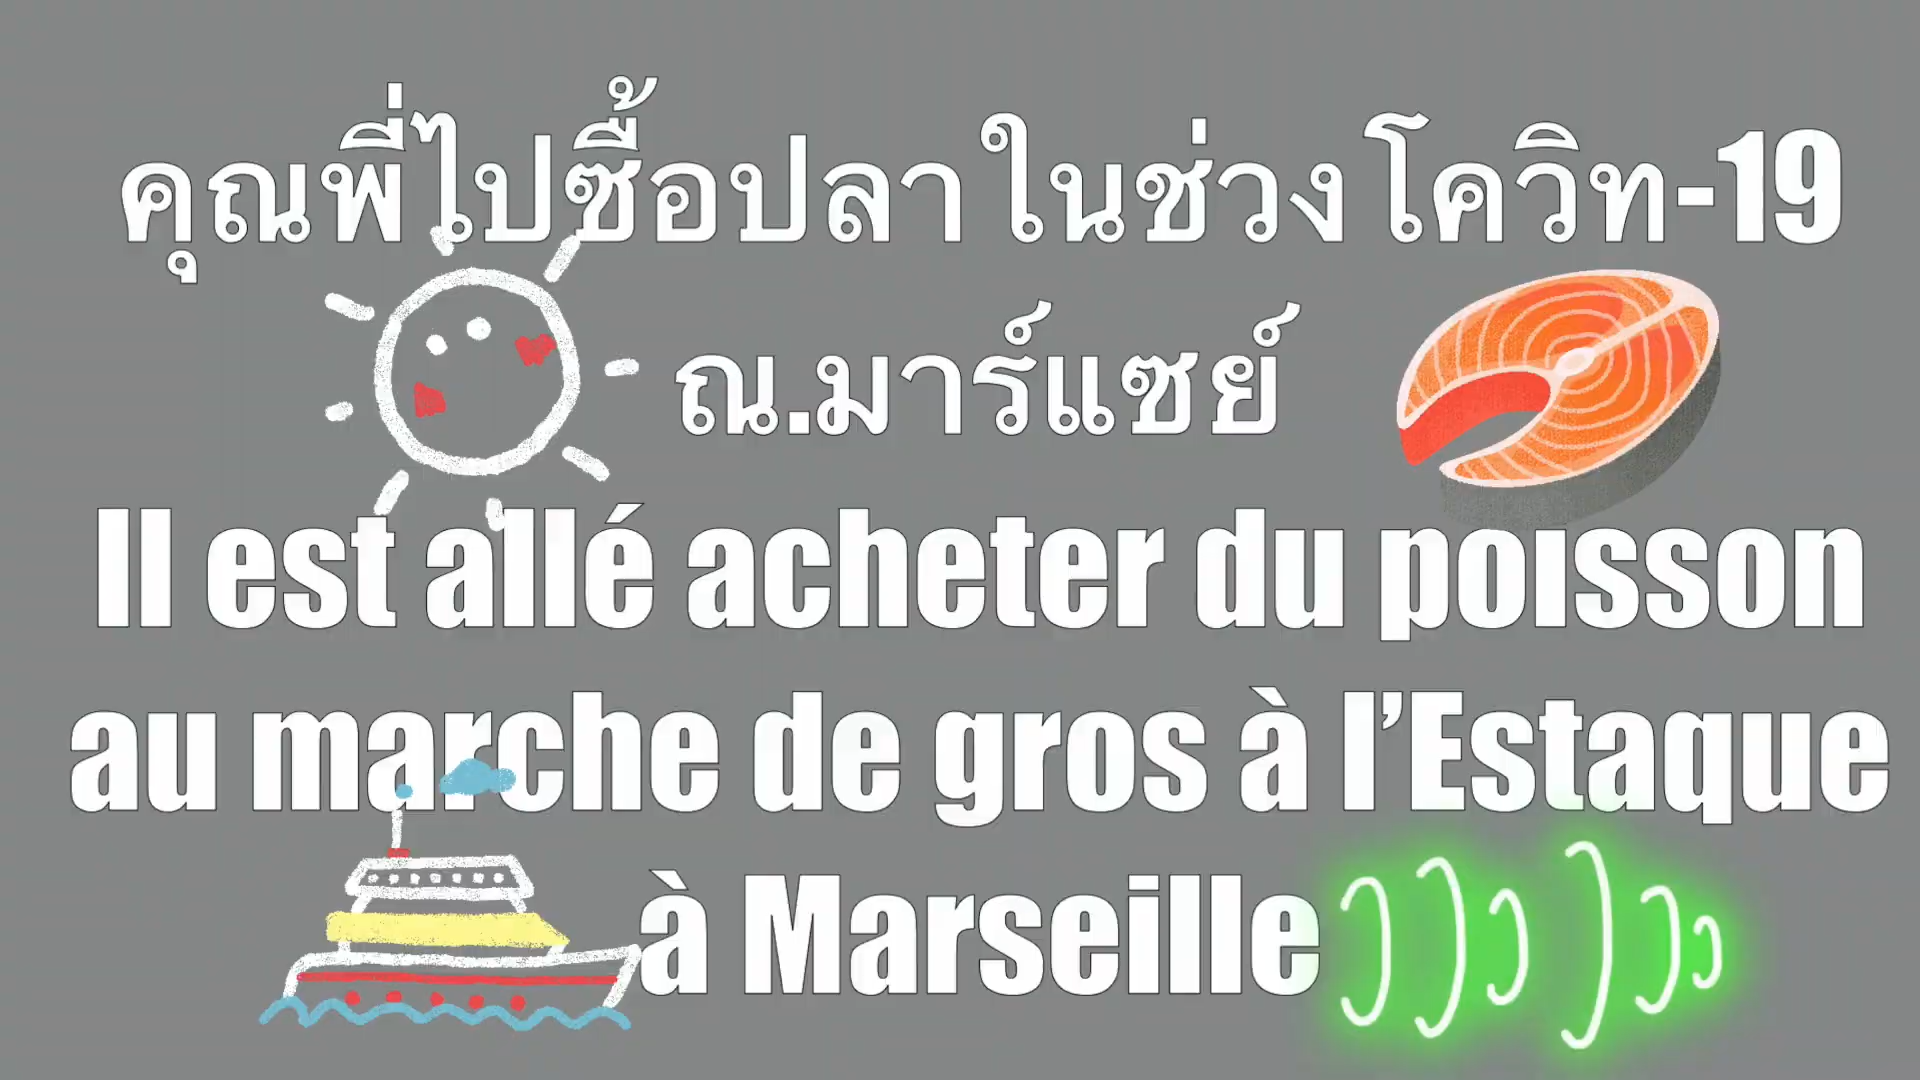 คุณพี่ไปซื้อปลาในช่วงโควิท-19
ณ.มาร์แซย์
Il est allé acheter du poisson
au marche de gros à l’Estaque
à Marseille